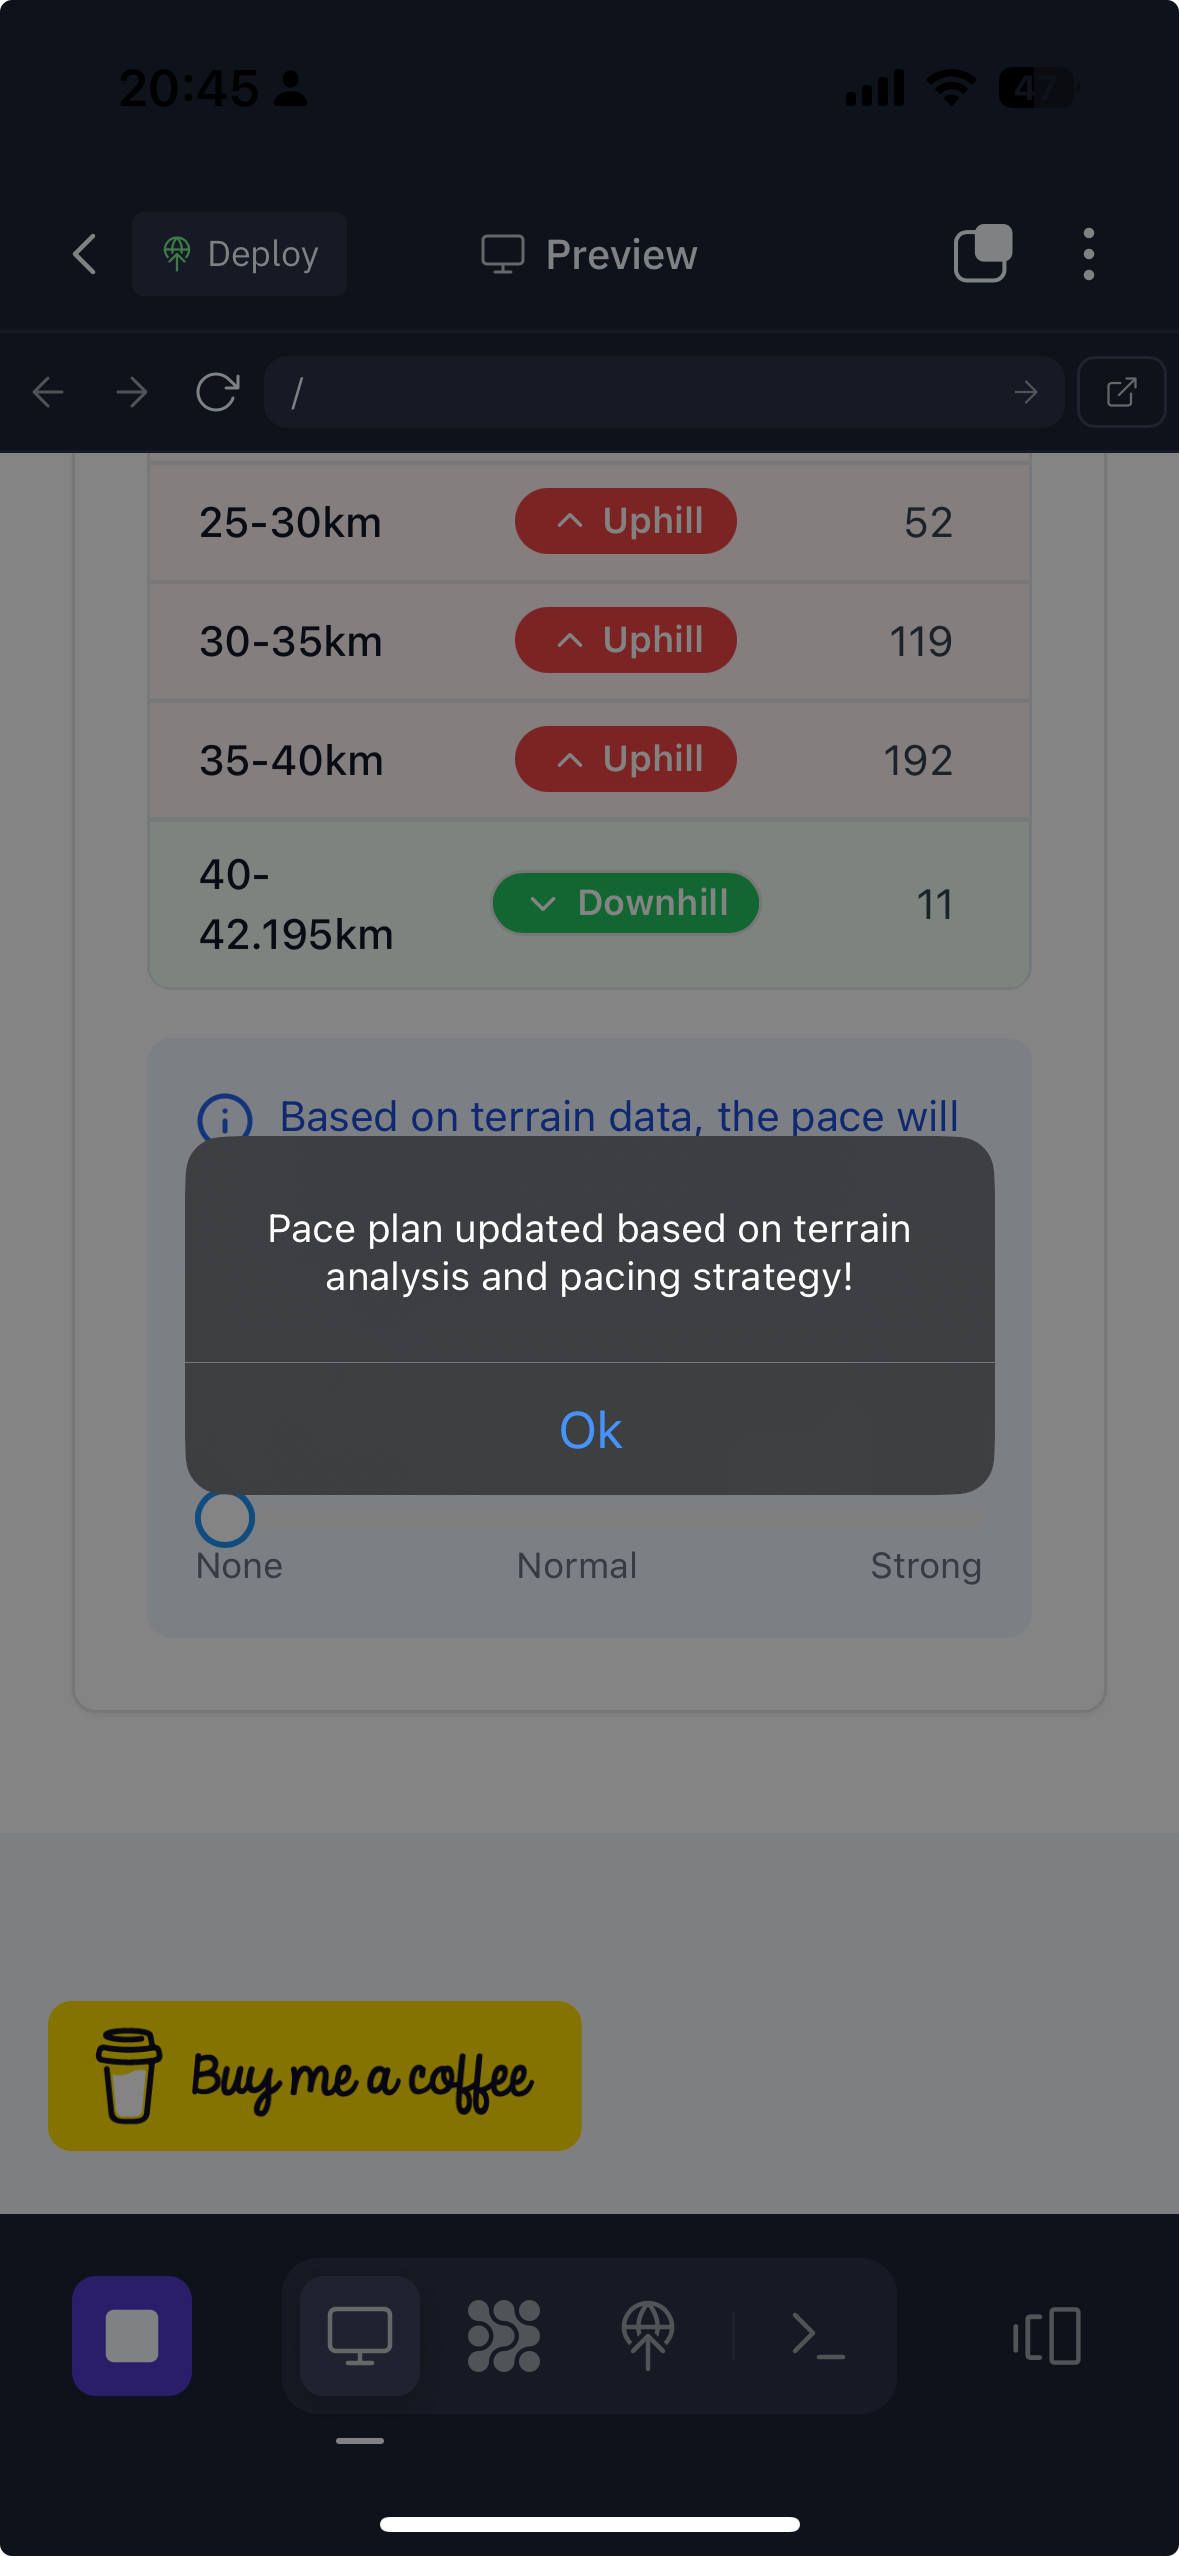 20:45
47
Deploy
Preview
/
25-30km
Uphill
52
30-35km
Uphill
119
35-40km
Uphill
192
40-
42.195km
Downhill
11
Based on terrain data, the pace will
Pace plan updated based on terrain
analysis and pacing strategy!
Ok
None
Normal
Strong
Buy me a coffee